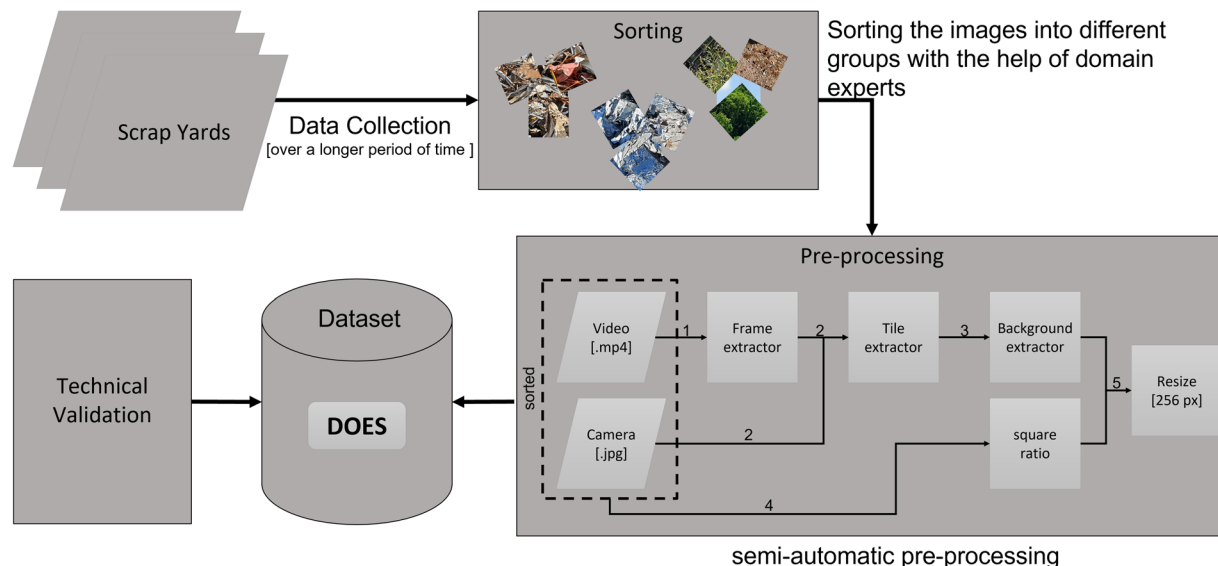 Scrap Yards
Data Collection
[over a longer period of time ]
Sorting
Sorting the images into different
groups with the help of domain
experts
Pre-processing
sorted
Video
[.mp4]
1
Frame
extractor
2
Tile
extractor
3
Background
extractor
Camera
[.jpg]
2
4
square
ratio
5
Resize
[256 px]
semi-automatic pre-processing
Dataset
DOES
Technical
Validation